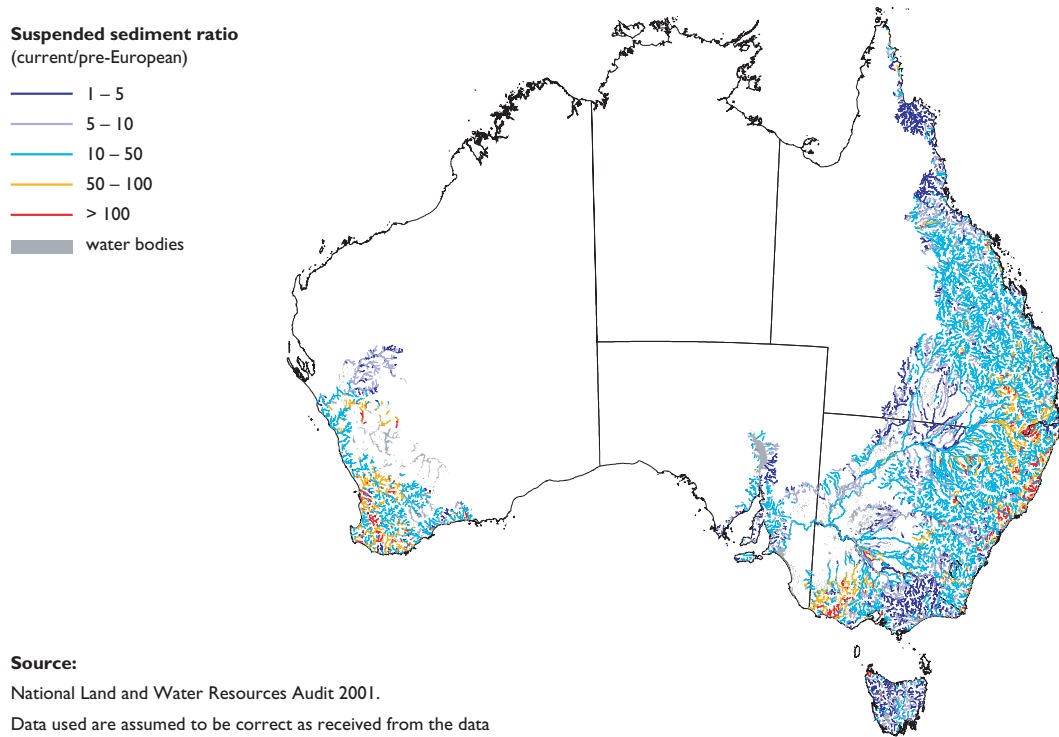 Suspended sediment ratio
(current/pre-European)
1 – 5
5 – 10
10 – 50
50 – 100
> 100
water bodies
Source:
National Land and Water Resources Audit 2001.
Data used are assumed to be correct as received from the data